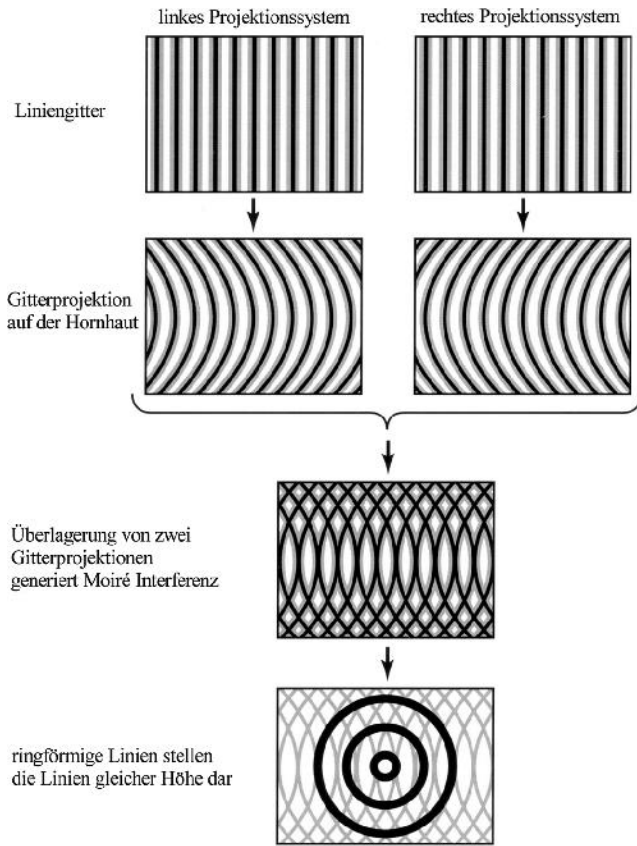 linkes Projektionssystem
rechtes Projektionssystem
Liniengitter
Gitterprojektion
auf der Hornhaut
Überlagerung von zwei
Gitterprojektionen
generiert Moiré Interferenz
ringförmige Linien stellen
die Linien gleicher Höhe dar